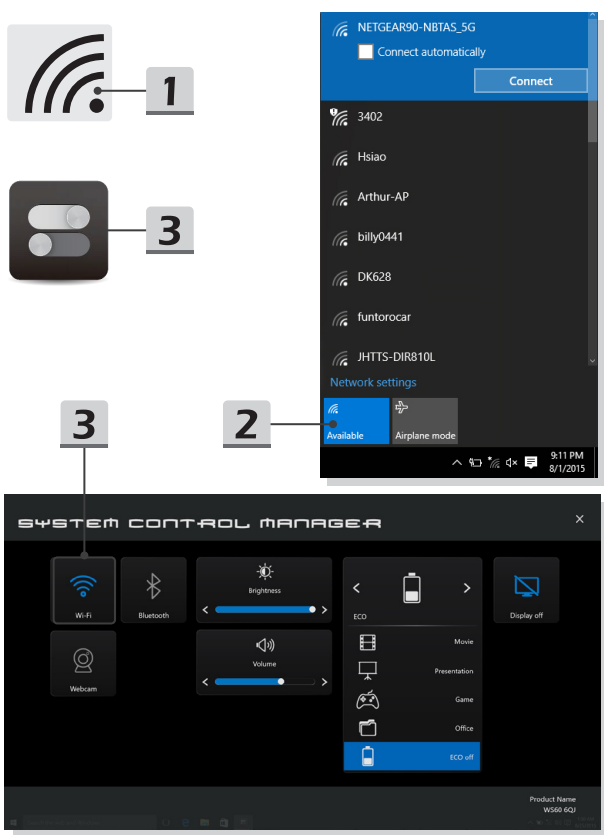 1
3
NETGEAR90-NBTAS_5G
Connect automatically
Connect
3402
Hsiao
Arthur-AP
billy0441
DK628
funtorocar
JHTTS-DIR810L
Network settings
Available
Airplane mode
9:11 PM
8/1/2015
2
3
SYSTEM CONTROL MANAGER
Wi-Fi
Bluetooth
Brightness
Volume
Webcam
ECO
Movie
Presentation
Game
Office
ECO off
Display off
Product Name
WS60 6QJ